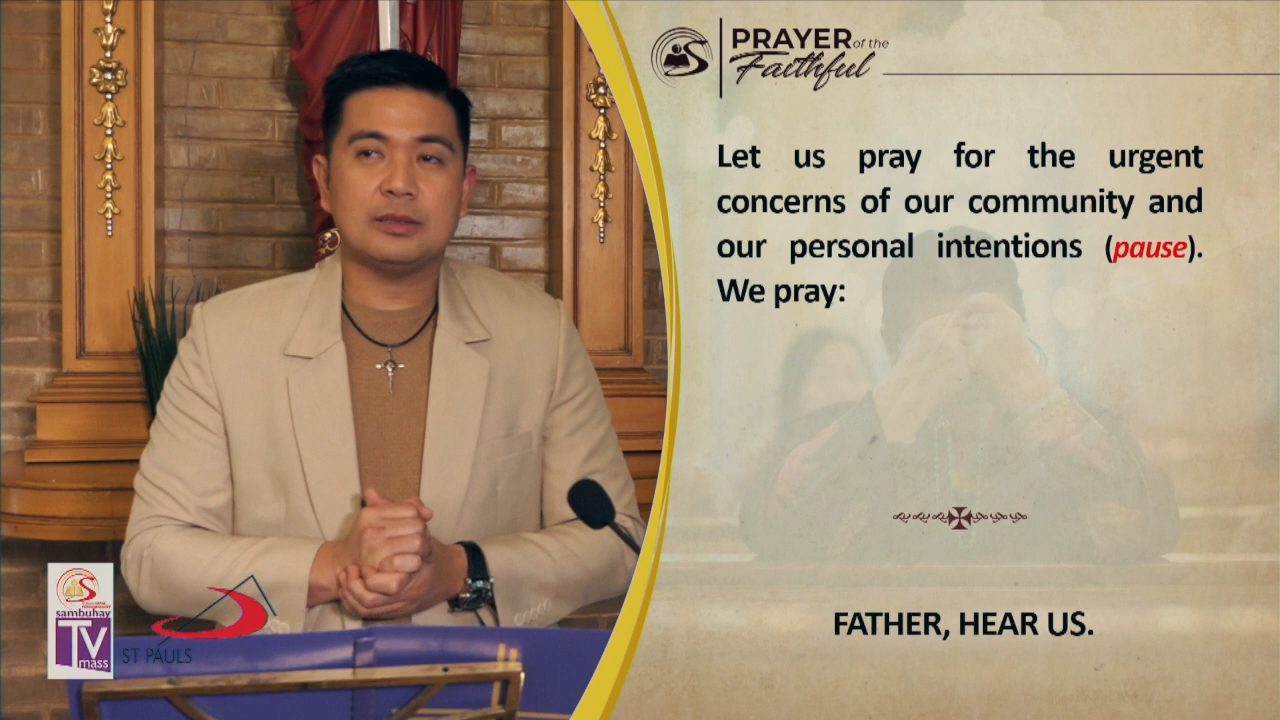 PRAYER of the
Faithful
Let us pray for the urgent
concerns of our community and
our personal intentions (pause).
We pray:
FATHER, HEAR US.
sambuhay
TV
mass
ST PAULS